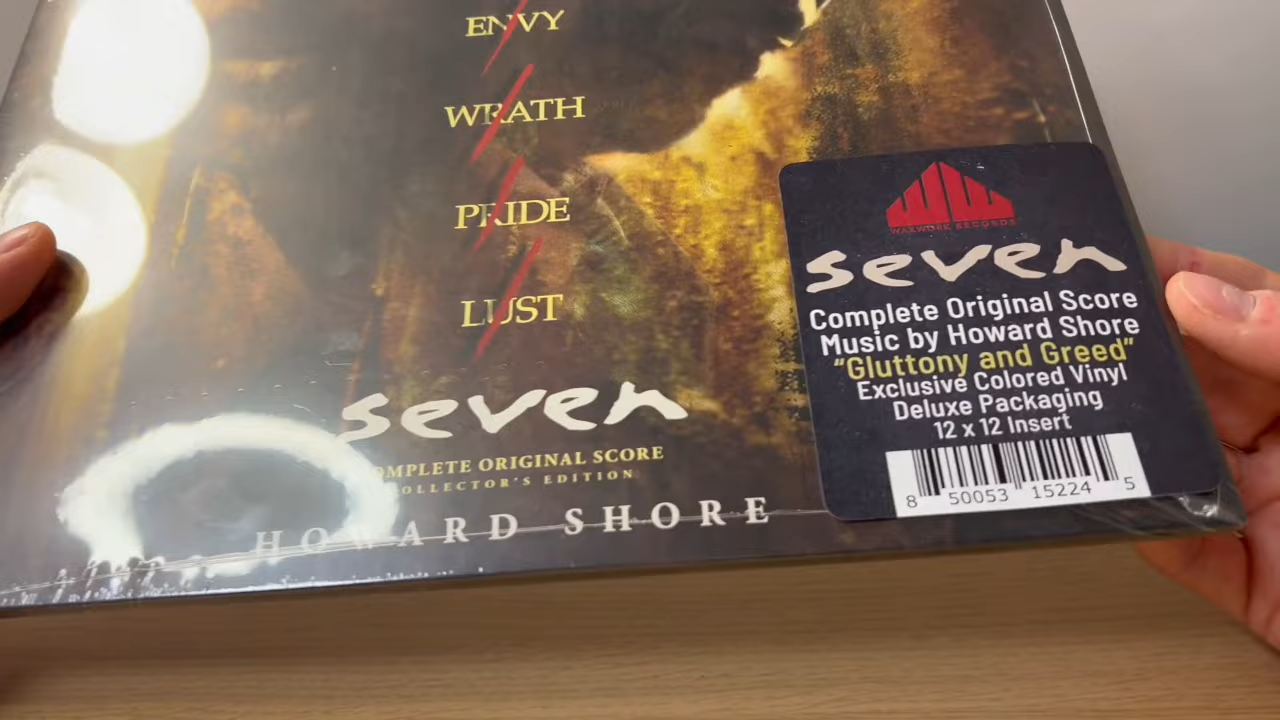 ENVY
WRATH
PRIDE
LUST
seven
COMPLETE ORIGINAL SCORE
COLLECTOR'S EDITION
HOWARD SHORE
WAXWORK RECORDS
seven
Complete Original Score
Music by Howard Shore
"Gluttony and Greed"
Exclusive Colored Vinyl
Deluxe Packaging
12 x 12 Insert
8 50053 15224 5